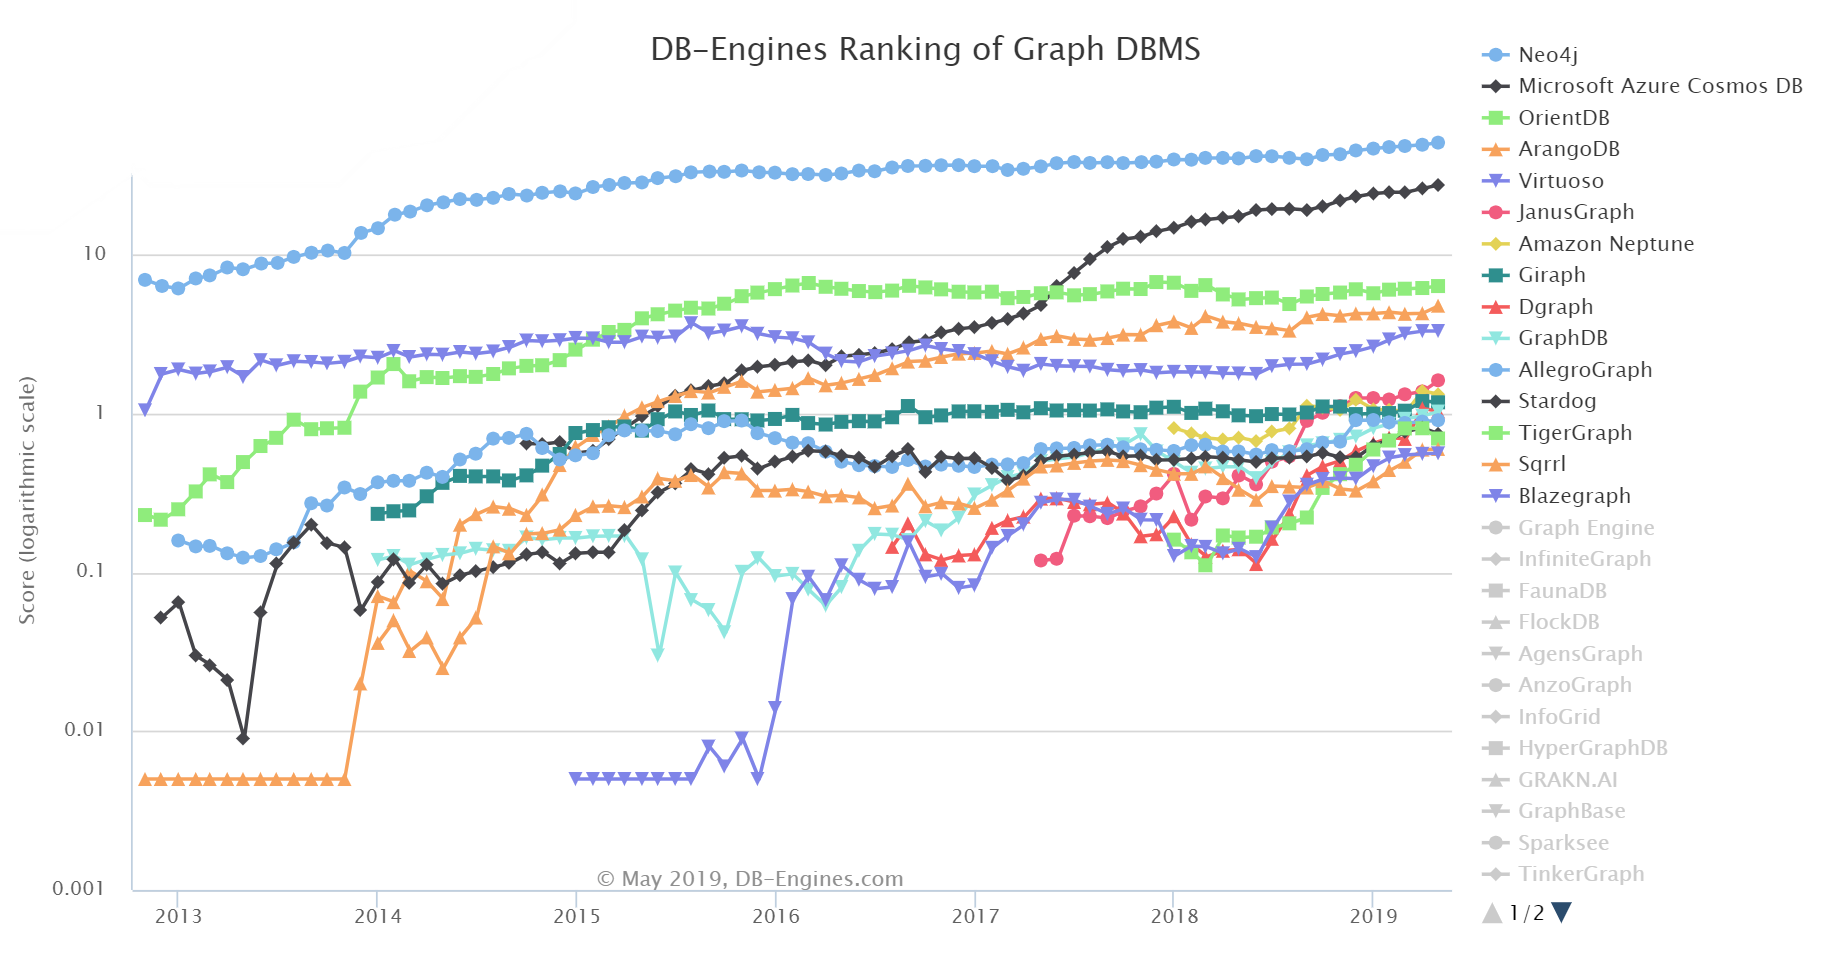 DB-Engines Ranking of Graph DBMS
Score (logarithmic scale)
10
1
0.1
0.01
0.001
2013
2014
2015
2016
2017
2018
2019
© May 2019, DB-Engines.com
Neo4j
Microsoft Azure Cosmos DB
OrientDB
ArangoDB
Virtuoso
JanusGraph
Amazon Neptune
Giraph
Dgraph
GraphDB
AllegroGraph
Stardog
TigerGraph
Sqrrl
Blazegraph
Graph Engine
InfiniteGraph
FaunaDB
FlockDB
AgensGraph
AnzoGraph
InfoGrid
HyperGraphDB
GRAKN.AI
GraphBase
Sparksee
TinkerGraph
1/2